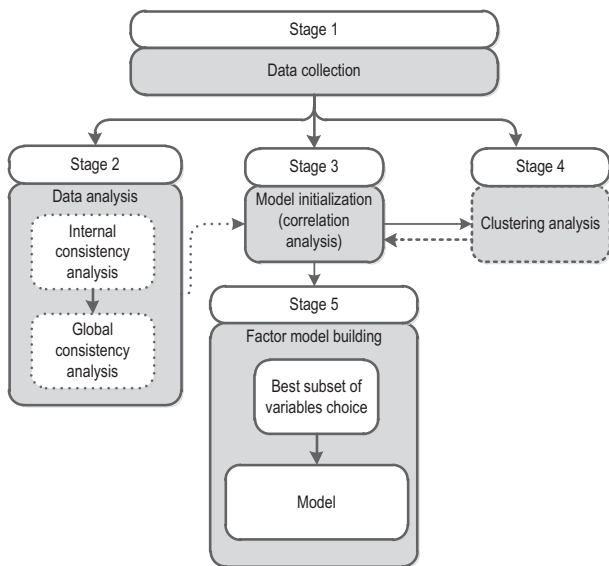 Stage 1
Data collection
Stage 2
Data analysis
Internal
consistency
analysis
Global
consistency
analysis
Stage 3
Model initialization
(correlation
analysis)
Stage 4
Clustering analysis
Stage 5
Factor model building
Best subset of
variables choice
Model